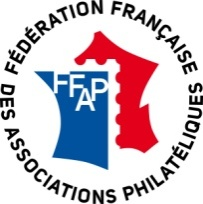 FÉDÉRATION FRANÇAISE
DES ASSOCIATIONS PHILATÉLIQUES
FFAP